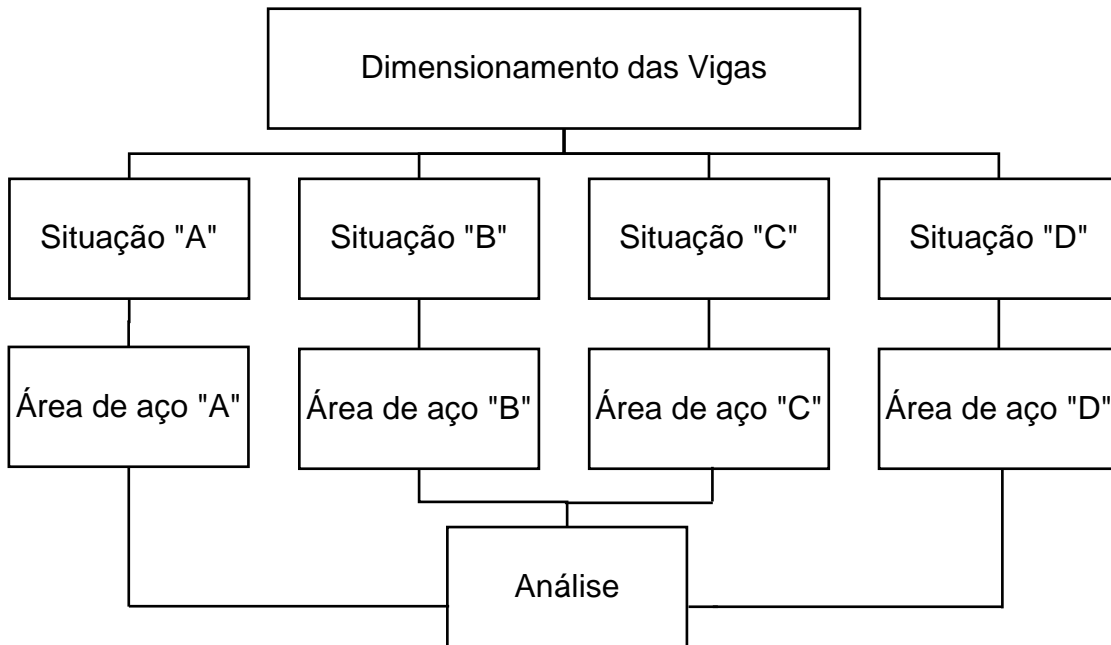 Dimensionamento das Vigas
Situação "A"
Situação "B"
Situação "C"
Situação "D"
Área de aço "A"
Área de aço "B"
Área de aço "C"
Área de aço "D"
Análise